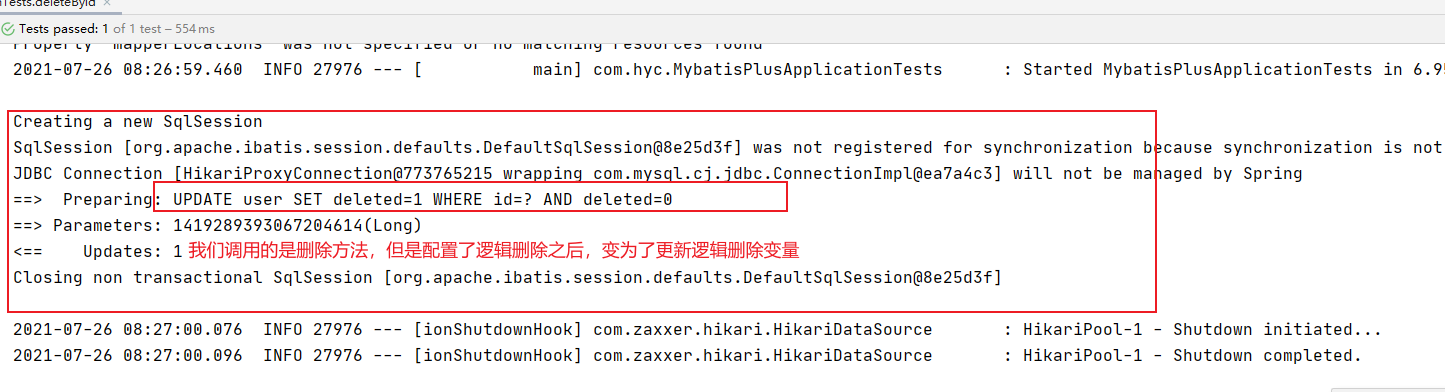 Tests.deleteById ×
Tests passed: 1 of 1 test – 554 ms
Property 'mapperLocations' was not specified or no matching resources found
2021-07-26 08:26:59.460  INFO 27976 --- [           main] com.hyc.MybatisPlusApplicationTests      : Started MybatisPlusApplicationTests in 6.95
Creating a new SqlSession
SqlSession [org.apache.ibatis.session.defaults.DefaultSqlSession@8e25d3f] was not registered for synchronization because synchronization is not
JDBC Connection [HikariProxyConnection@773765215 wrapping com.mysql.cj.jdbc.ConnectionImpl@ea7a4c3] will not be managed by Spring
==>  Preparing: UPDATE user SET deleted=1 WHERE id=? AND deleted=0
==> Parameters: 1419289393067204614(Long)
<==    Updates: 1 我们调用的是删除方法，但是配置了逻辑删除之后，变为了更新逻辑删除变量
Closing non transactional SqlSession [org.apache.ibatis.session.defaults.DefaultSqlSession@8e25d3f]
2021-07-26 08:27:00.076  INFO 27976 --- [ionShutdownHook] com.zaxxer.hikari.HikariDataSource       : HikariPool-1 - Shutdown initiated...
2021-07-26 08:27:00.096  INFO 27976 --- [ionShutdownHook] com.zaxxer.hikari.HikariDataSource       : HikariPool-1 - Shutdown completed.